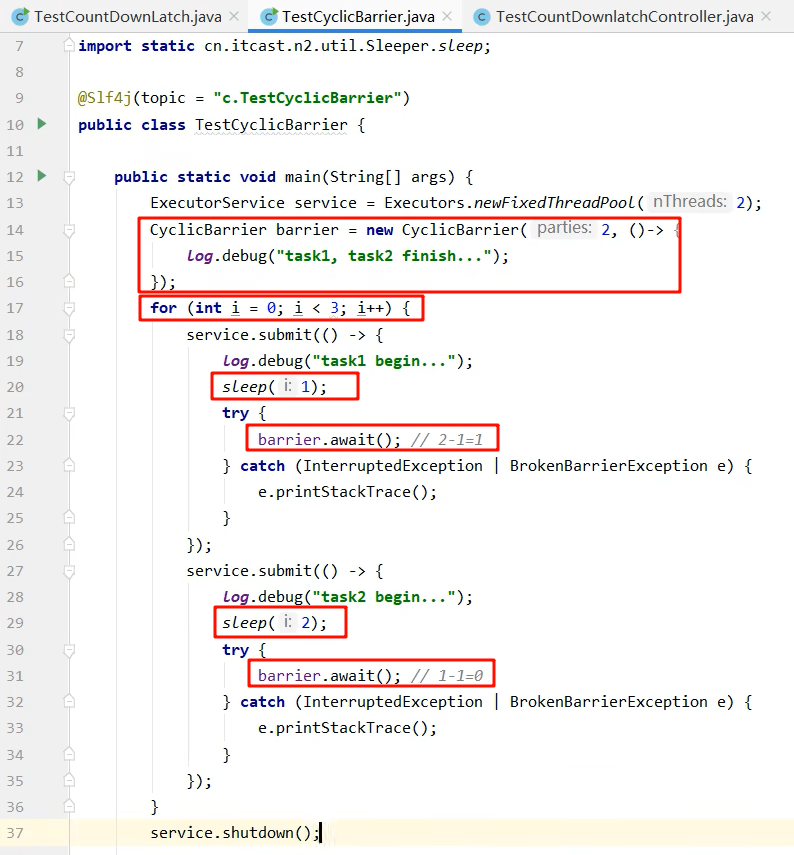 TestCountDownLatch.java × TestCyclicBarrier.java × TestCountDownlatchController.java ×
7 import static cn.itcast.n2.util.Sleeper.sleep;
8
9 @Slf4j(topic = "c.TestCyclicBarrier")
10 public class TestCyclicBarrier {
11
12 public static void main(String[] args) {
13 ExecutorService service = Executors.newFixedThreadPool( nThreads: 2);
14 CyclicBarrier barrier = new CyclicBarrier( parties: 2, ()-> {
15 log.debug("task1, task2 finish...");
16 });
17 for (int i = 0; i < 3; i++) {
18 service.submit(() -> {
19 log.debug("task1 begin...");
20 sleep( i: 1);
21 try {
22 barrier.await(); // 2-1=1
23 } catch (InterruptedException | BrokenBarrierException e) {
24 e.printStackTrace();
25 }
26 });
27 service.submit(() -> {
28 log.debug("task2 begin...");
29 sleep( i: 2);
30 try {
31 barrier.await(); // 1-1=0
32 } catch (InterruptedException | BrokenBarrierException e) {
33 e.printStackTrace();
34 }
35 });
36 }
37 service.shutdown();